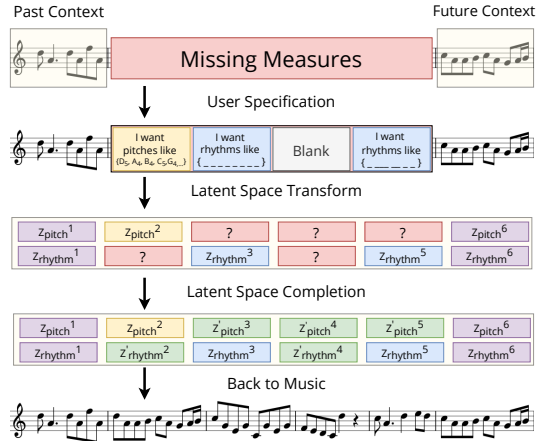 Past Context
Future Context
Missing Measures
User Specification
I want pitches like {D5, A4, B4, C5,G4,..}
I want rhythms like { _ _ _ _ _ _ _ _ _ }
Blank
I want rhythms like { _ __ _ _ _ }
Latent Space Transform
Zpitch1 Zpitch2 ? ? ? Zpitch6
Zrhythm1 ? Zrhythm3 ? Zrhythm5 Zrhythm6
Latent Space Completion
Zpitch1 Zpitch2 Z'pitch3 Z'pitch4 Z'pitch5 Zpitch6
Zrhythm1 Z'rhythm2 Zrhythm3 Z'rhythm4 Zrhythm5 Zrhythm6
Back to Music